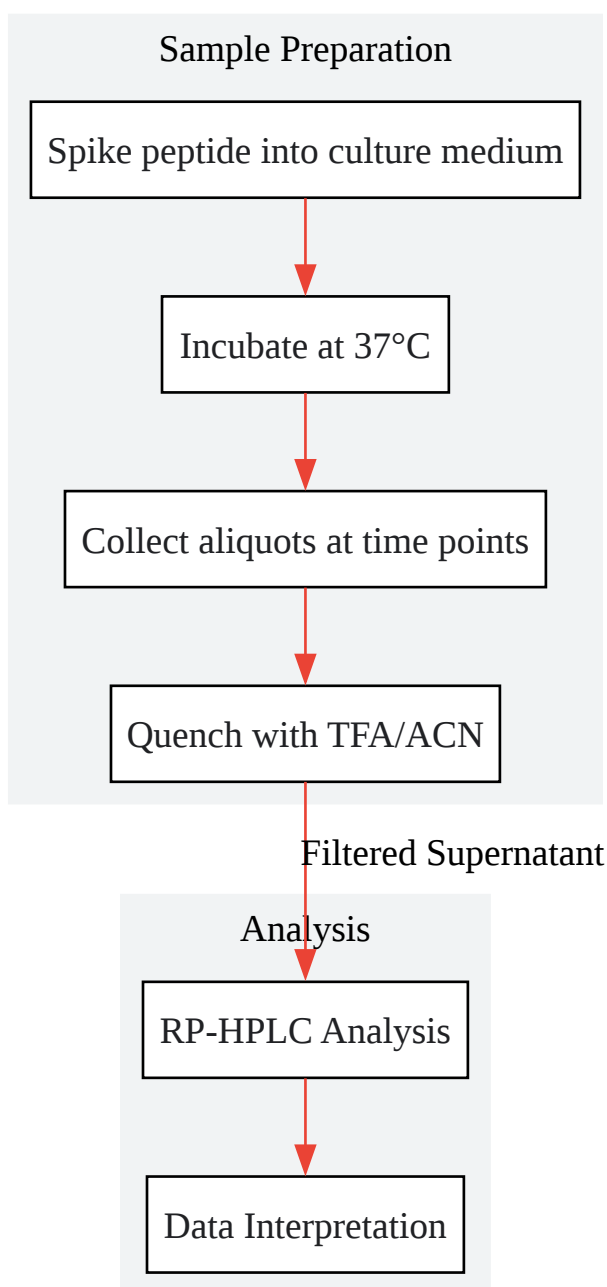 Sample Preparation
Spike peptide into culture medium
Incubate at 37°C
Collect aliquots at time points
Quench with TFA/ACN
Filtered Supernatant
Analysis
RP-HPLC Analysis
Data Interpretation